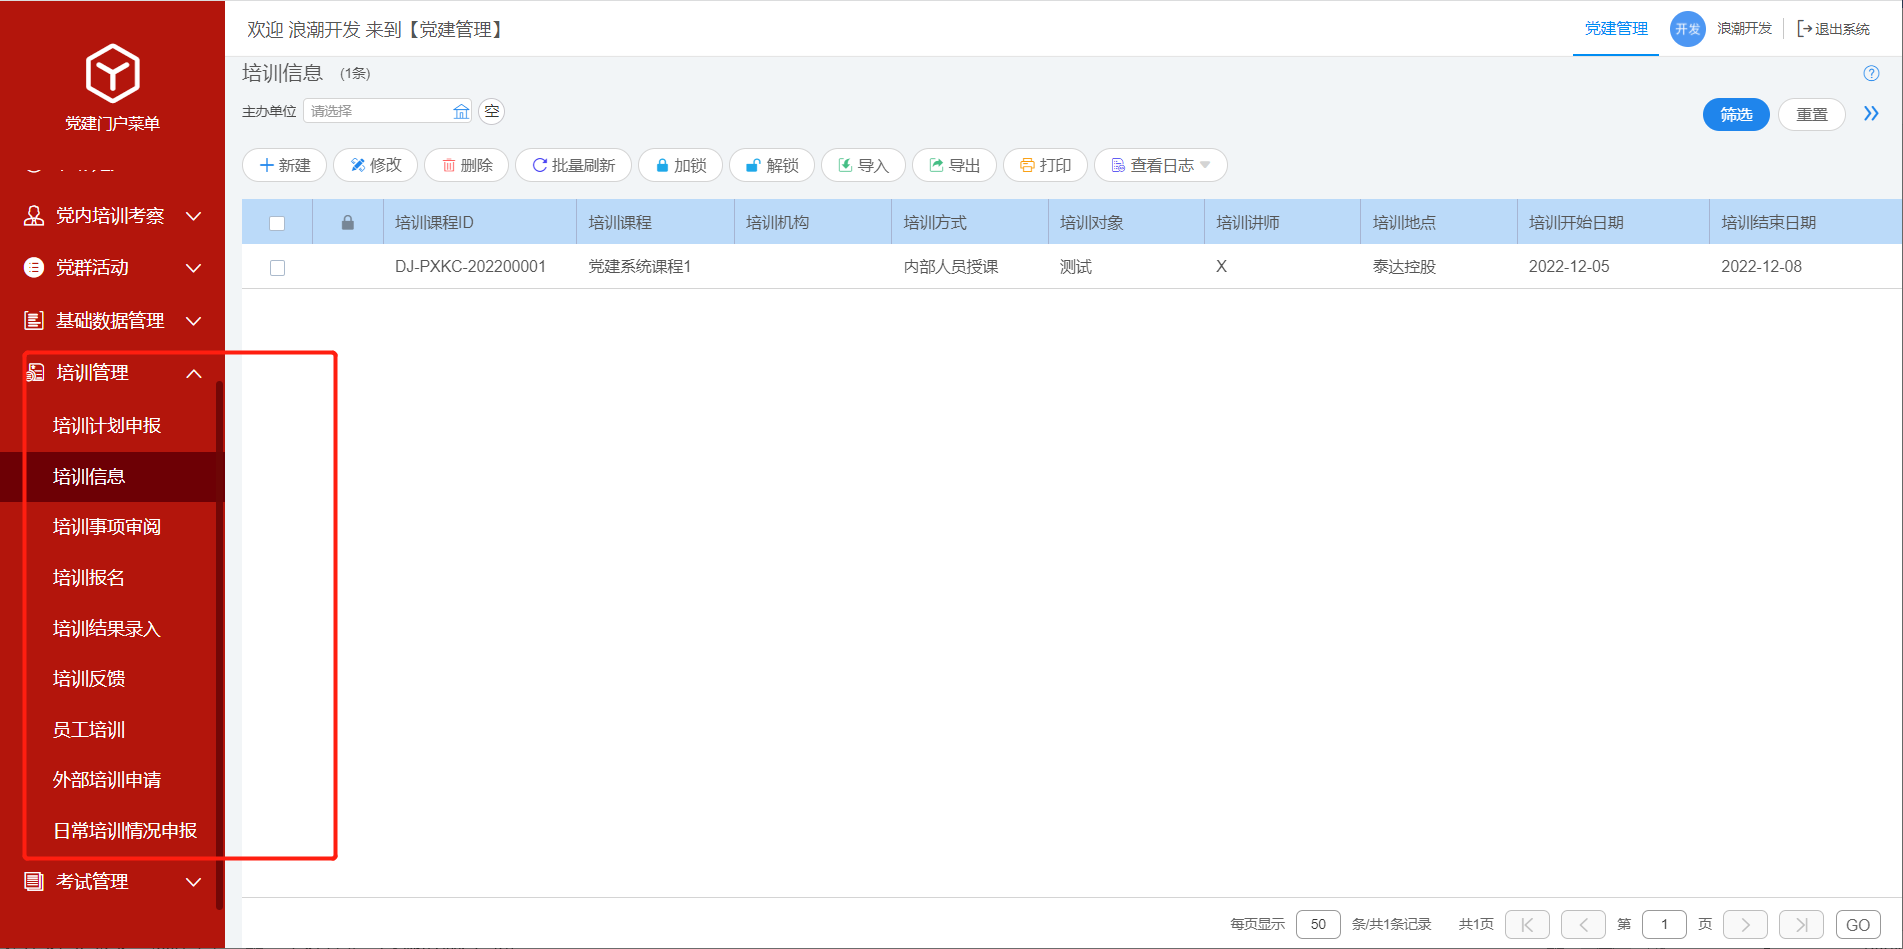 欢迎 浪潮开发 来到【党建管理】
党建管理
开发
浪潮开发
退出系统
党建门户菜单
党内培训考察
党群活动
基础数据管理
培训管理
培训计划申报
培训信息
培训事项审阅
培训报名
培训结果录入
培训反馈
员工培训
外部培训申请
日常培训情况申报
考试管理
培训信息 (1条)
主办单位 请选择 空
筛选 重置
新建 修改 删除 批量刷新 加锁 解锁 导入 导出 打印 查看日志
培训课程ID 培训课程 培训机构 培训方式 培训对象 培训讲师 培训地点 培训开始日期 培训结束日期
DJ-PXKC-202200001 党建系统课程1 内部人员授课 测试 X 泰达控股 2022-12-05 2022-12-08
每页显示 50 条/共1条记录 共1页 第 1 页 GO